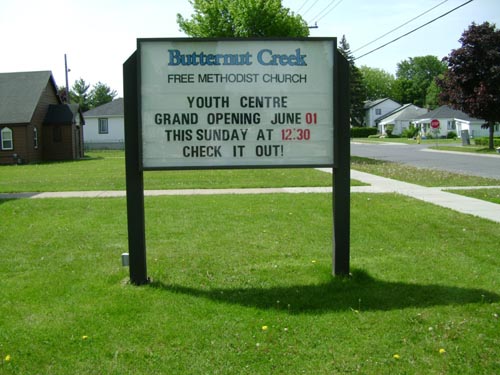 Butternut Creek
FREE METHODIST CHURCH
YOUTH CENTRE
GRAND OPENING JUNE 01
THIS SUNDAY AT 12:30
CHECK IT OUT!